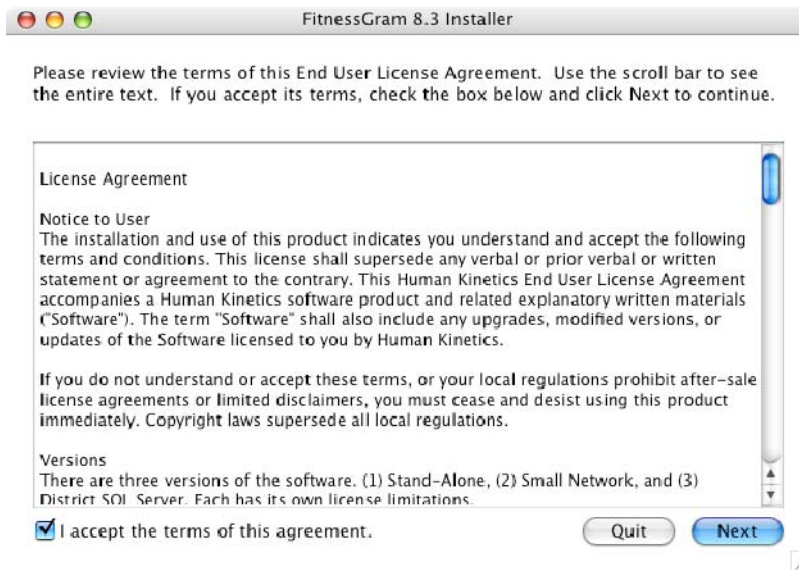 FitnessGram 8.3 Installer
Please review the terms of this End User License Agreement. Use the scroll bar to see
the entire text. If you accept its terms, check the box below and click Next to continue.
License Agreement
Notice to User
The installation and use of this product indicates you understand and accept the following
terms and conditions. This license shall supersede any verbal or prior verbal or written
statement or agreement to the contrary. This Human Kinetics End User License Agreement
accompanies a Human Kinetics software product and related explanatory written materials
("Software"). The term "Software" shall also include any upgrades, modified versions, or
updates of the Software licensed to you by Human Kinetics.
If you do not understand or accept these terms, or your local regulations prohibit after-sale
license agreements or limited disclaimers, you must cease and desist using this product
immediately. Copyright laws supersede all local regulations.
Versions
There are three versions of the software. (1) Stand-Alone, (2) Small Network, and (3)
District SQL Server. Each has its own license limitations.
I accept the terms of this agreement.
Quit
Next